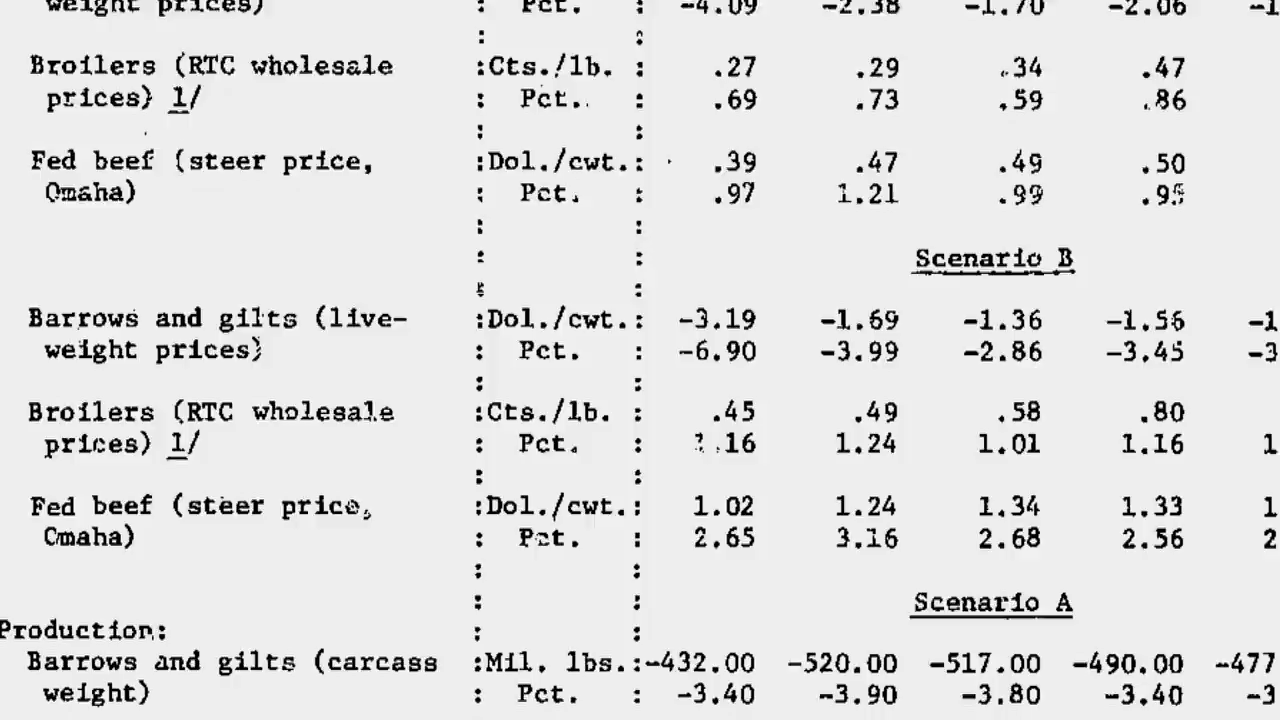 weight prices) : Pct. : -4.09 -2.38 -1.70 -2.06 -1
: :
Broilers (RTC wholesale :Cts./lb. : .27 .29 .34 .47
prices) 1/ : Pct. : .69 .73 .59 .86
: :
Fed beef (steer price, :Dol./cwt.: .39 .47 .49 .50
Omaha) : Pct. : .97 1.21 .99
: :
: : Scenario B
: :
Barrows and gilts (live- :Dol./cwt.: -3.19 -1.69 -1.36 -1.56 -1
weight prices) : Pct. : -6.90 -3.99 -2.86 -3.45 -3
: :
Broilers (RTC wholesale :Cts./lb. : .45 .49 .58 .80
prices) 1/ : Pct. : 1.16 1.24 1.01 1.16 1
: :
Fed beef (steer price, :Dol./cwt.: 1.02 1.24 1.34 1.33 1
Omaha) : Pct. : 2.65 3.16 2.68 2.56 2
: :
: : Scenario A
Production: : :
Barrows and gilts (carcass :Mil. lbs.:-432.00 -520.00 -517.00 -490.00 -477
weight) : Pct. : -3.40 -3.90 -3.80 -3.40 -3